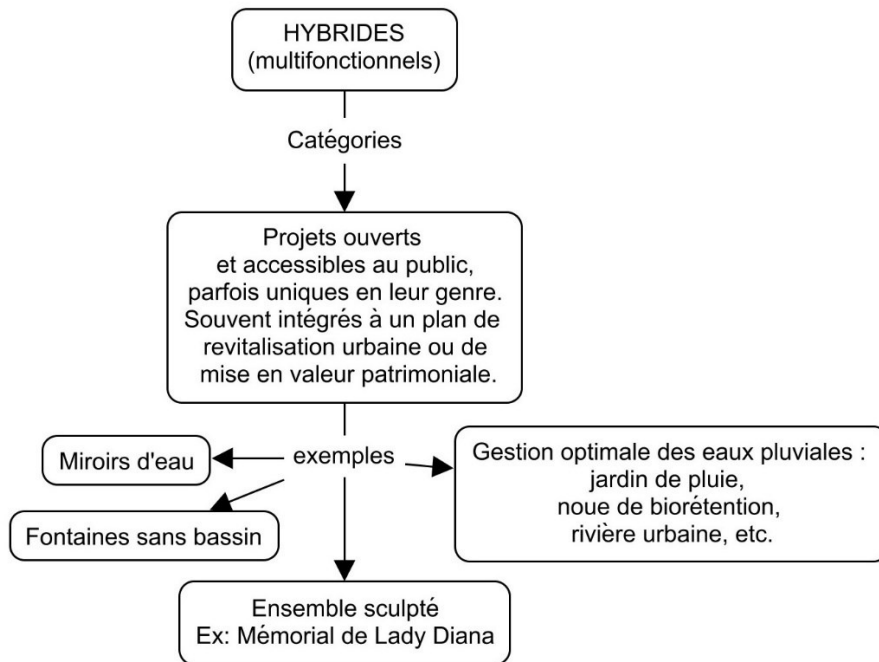 HYBRIDES
(multifonctionnels)
Catégories
Projets ouverts
et accessibles au public,
parfois uniques en leur genre.
Souvent intégrés à un plan de
revitalisation urbaine ou de
mise en valeur patrimoniale.
exemples
Miroirs d'eau
Fontaines sans bassin
Gestion optimale des eaux pluviales :
jardin de pluie,
noue de biorétention,
rivière urbaine, etc.
Ensemble sculpté
Ex: Mémorial de Lady Diana